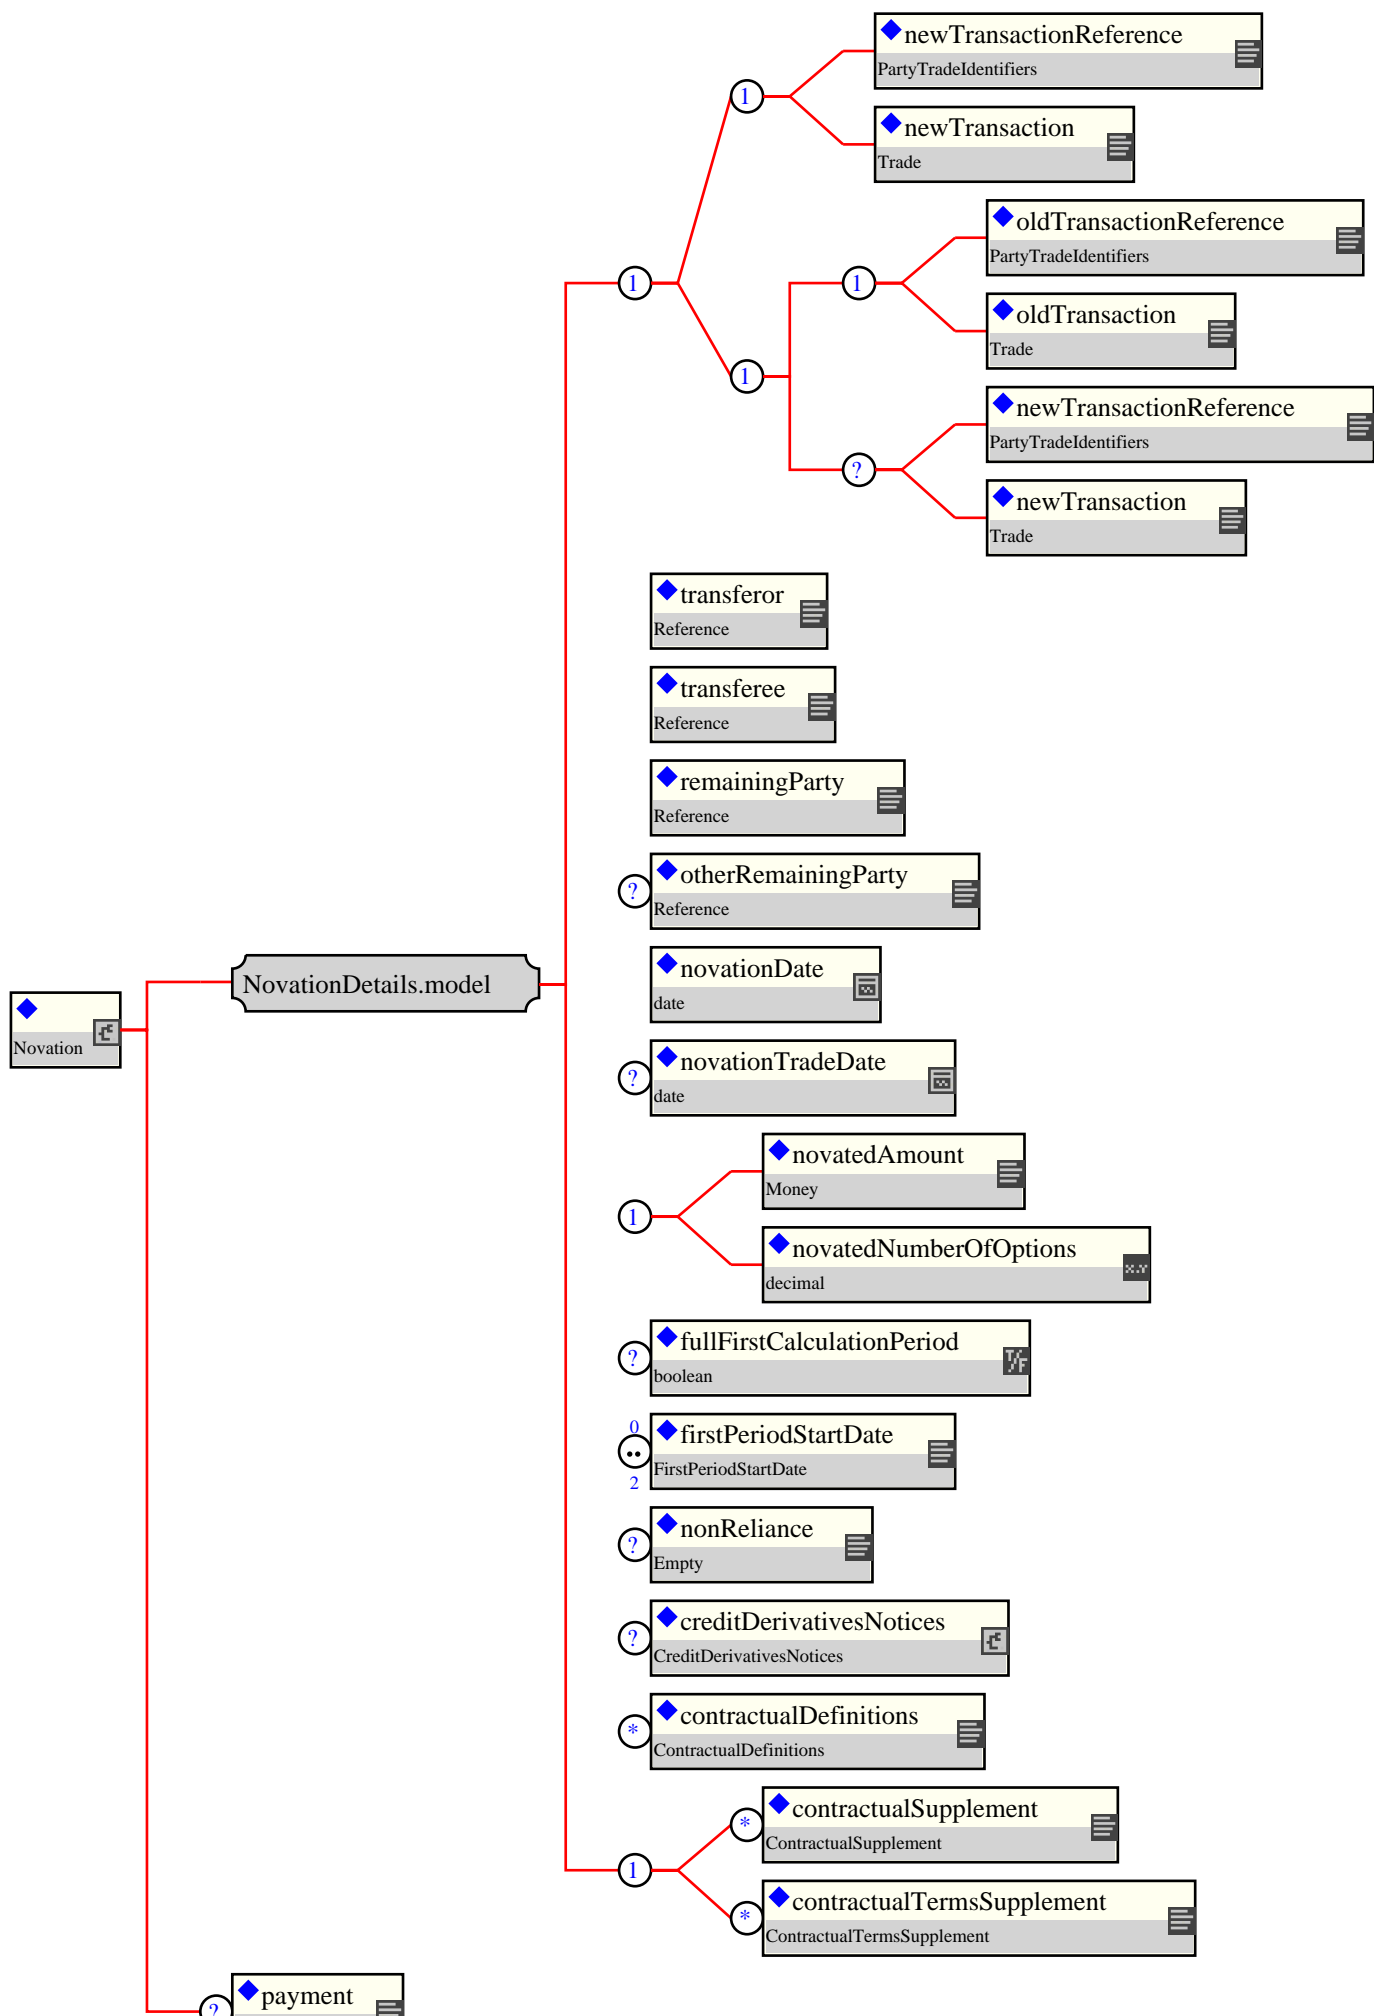 newTransactionReference
PartyTradeIdentifiers
1
newTransaction
Trade
oldTransactionReference
PartyTradeIdentifiers
1
1
oldTransaction
Trade
1
newTransactionReference
PartyTradeIdentifiers
?
newTransaction
Trade
transferor
Reference
transferee
Reference
remainingParty
Reference
?
otherRemainingParty
Reference
NovationDetails.model
novationDate
date
Novation
?
novationTradeDate
date
novatedAmount
Money
1
novatedNumberOfOptions
decimal
x.y
?
fullFirstCalculationPeriod
boolean
T/F
0
..
2
firstPeriodStartDate
FirstPeriodStartDate
?
nonReliance
Empty
?
creditDerivativesNotices
CreditDerivativesNotices
*
contractualDefinitions
ContractualDefinitions
*
contractualSupplement
ContractualSupplement
1
*
contractualTermsSupplement
ContractualTermsSupplement
?
payment